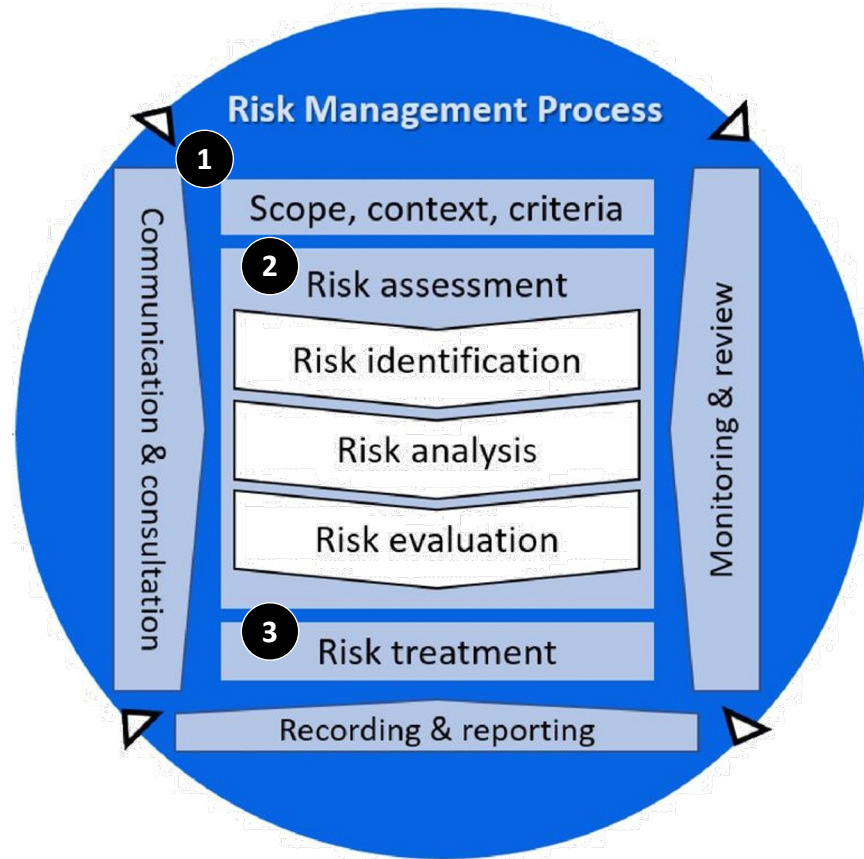 Risk Management Process
1
Scope, context, criteria
2
Risk assessment
Risk identification
Risk analysis
Risk evaluation
3
Risk treatment
Communication & consultation
Monitoring & review
Recording & reporting